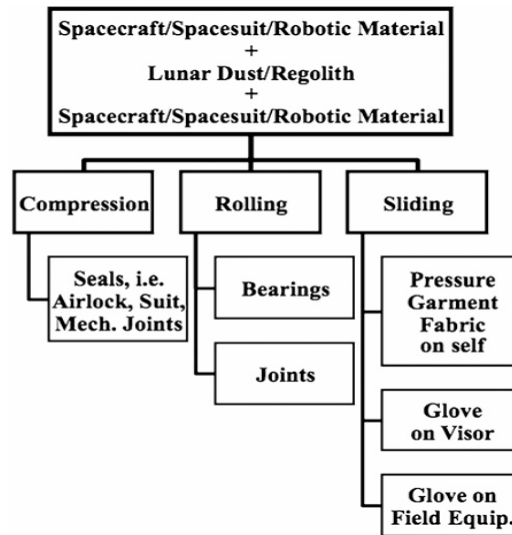 Spacecraft/Spacesuit/Robotic Material
+
Lunar Dust/Regolith
+
Spacecraft/Spacesuit/Robotic Material
Compression
Rolling
Sliding
Seals, i.e.
Airlock, Suit,
Mech. Joints
Bearings
Joints
Pressure
Garment
Fabric
on self
Glove
on Visor
Glove on
Field Equip.